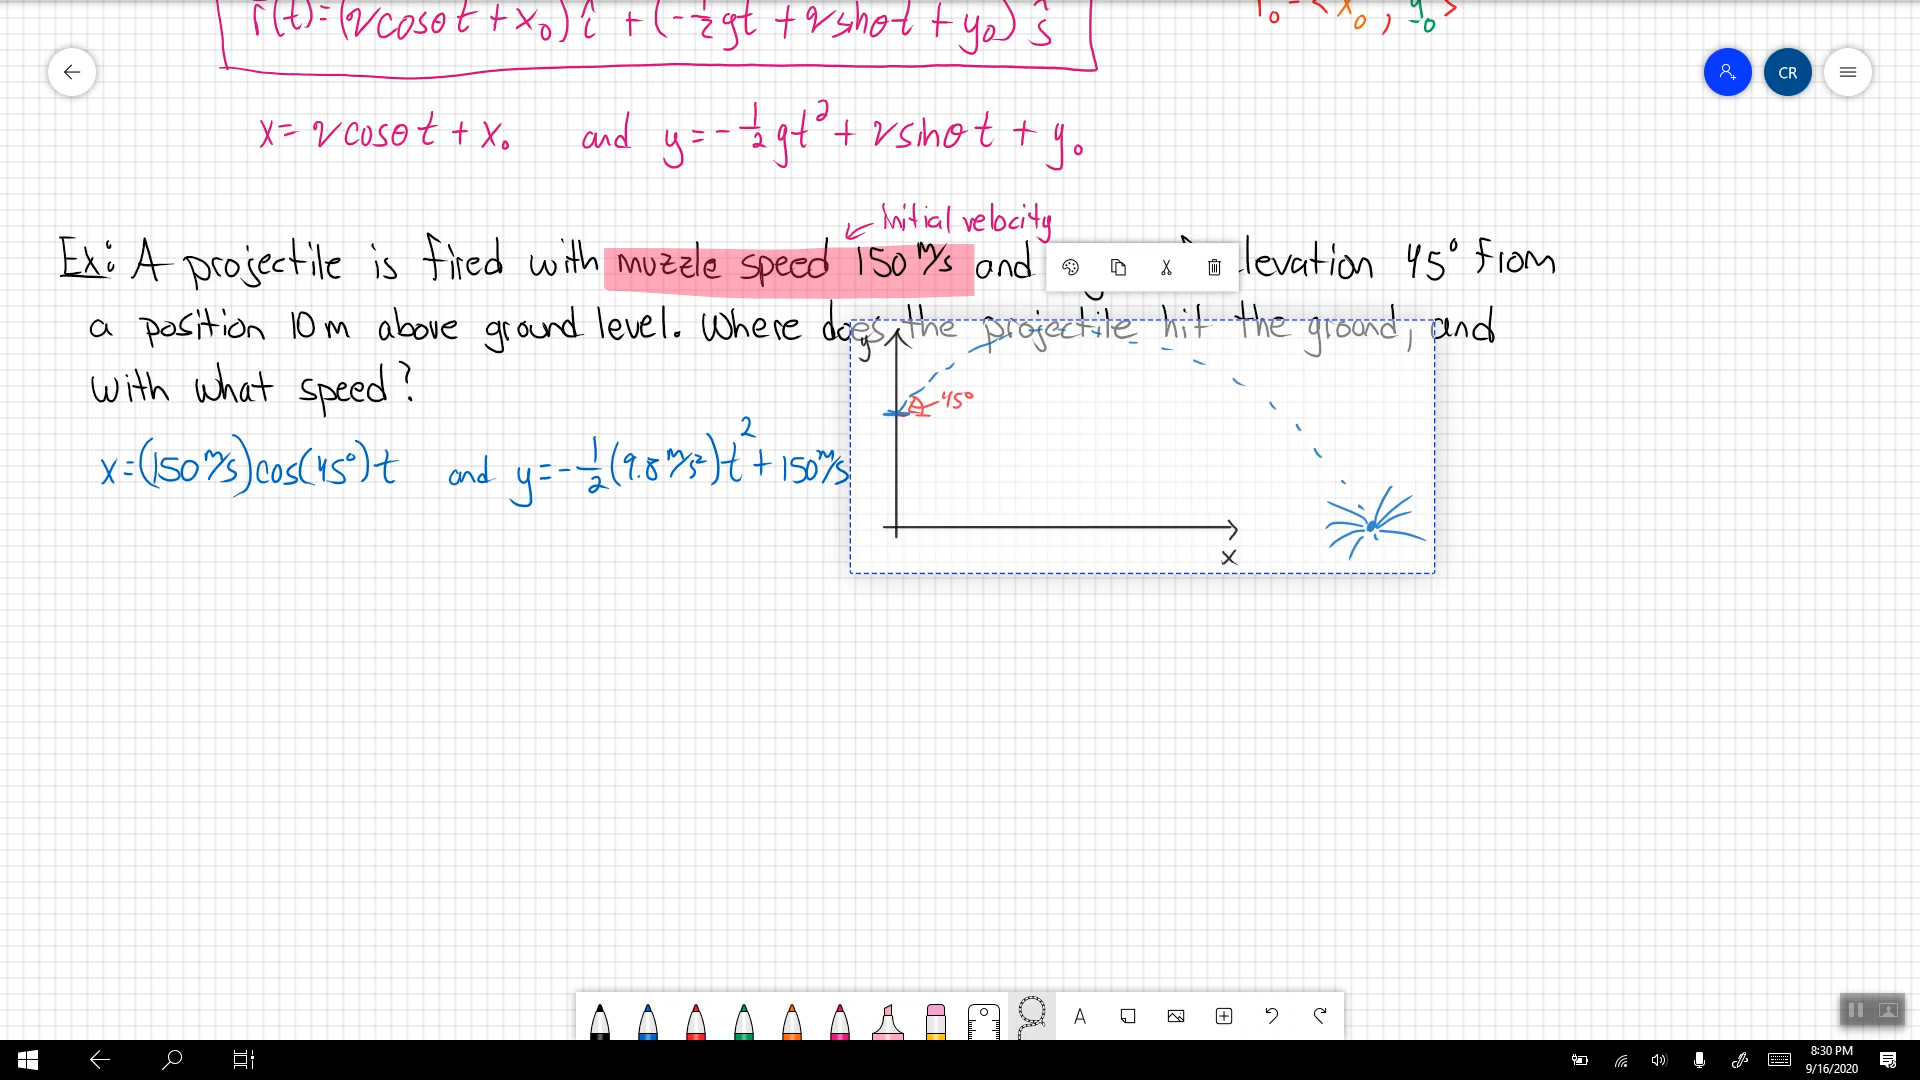 r(t)=(vcosθt+x₀)î +(-½gt + vsinθt + y₀) ĵ
r₀ = <x₀, y₀>
CR
x = vcosθt + x₀ and y = -½gt² + vsinθt + y₀
Initial velocity
Ex: A projectile is fired with muzzle speed 150 m/s and levation 45° from
a position 10m above ground level. Where does the projectile hit the ground, and
with what speed?
y
45°
x=(150 m/s)cos(45°)t and y=-½(9.8 m/s²)t² + 150 m/s
x
A
8:30 PM
9/16/2020